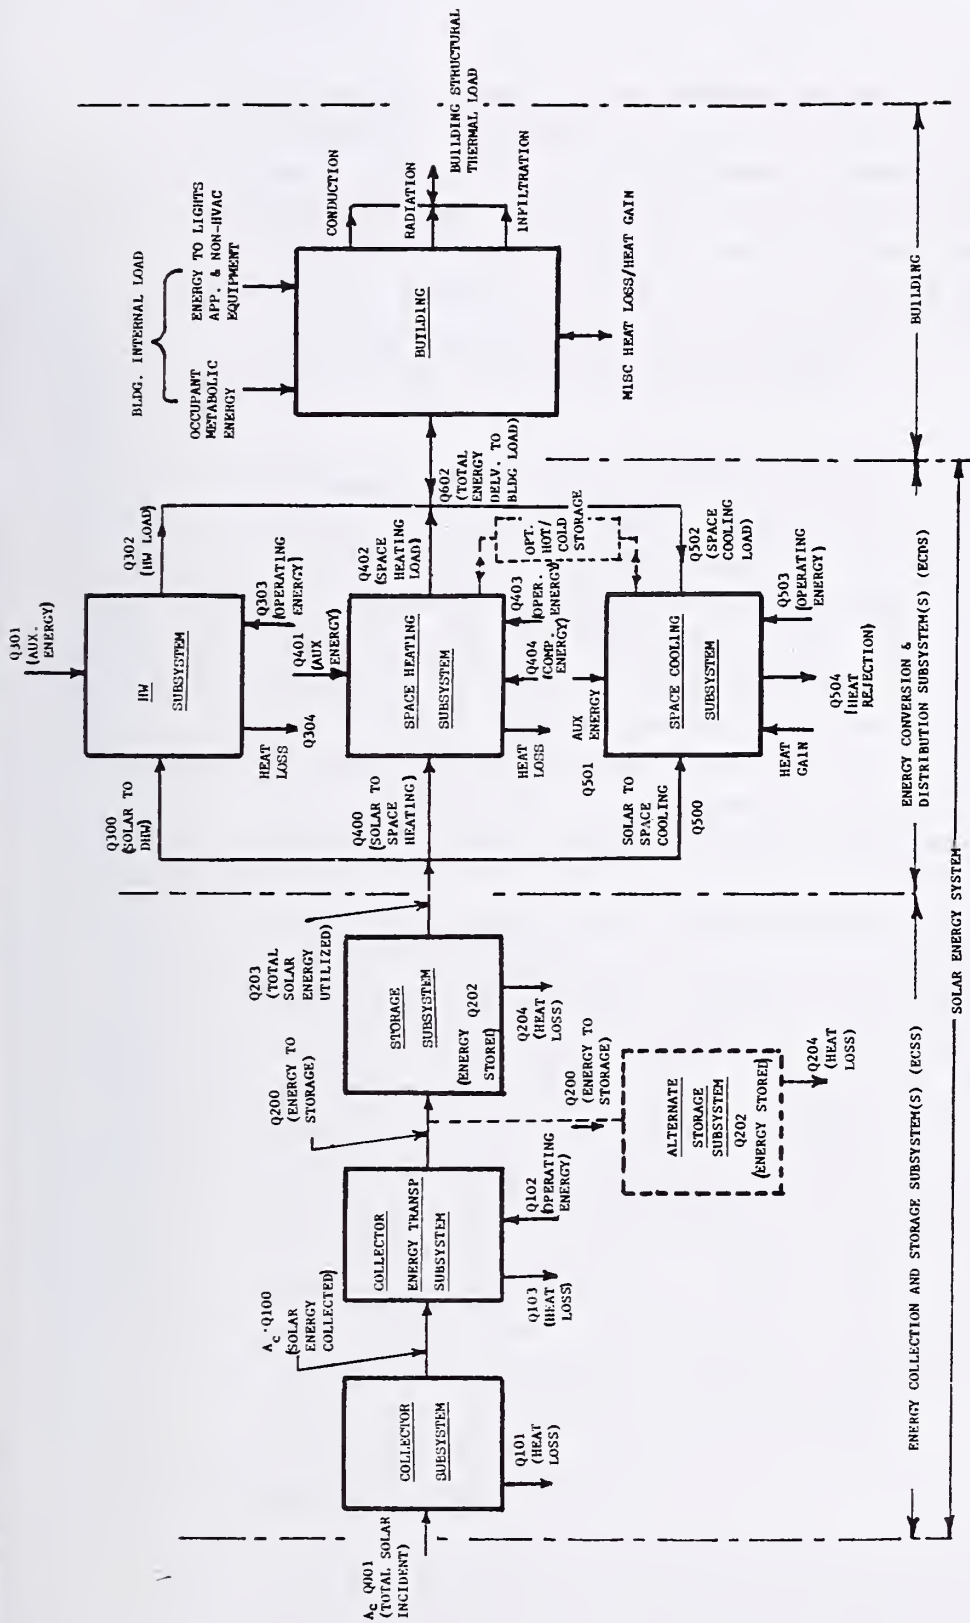 A_c Q001
(TOTAL SOLAR
INCIDENT)
COLLECTOR
SUBSYSTEM
Q101
(HEAT
LOSS)
A_c·Q100
(SOLAR
ENERGY
COLLECTED)
COLLECTOR
ENERGY TRANSP
SUBSYSTEM
Q103
(HEAT
LOSS)
Q102
(OPERATING
ENERGY)
Q200
(ENERGY TO
STORAGE)
STORAGE
SUBSYSTEM
Q202
(ENERGY
STORED)
Q204
(HEAT
LOSS)
Q200
(ENERGY TO
STORAGE)
ALTERNATE
STORAGE
SUBSYSTEM
Q202
(ENERGY STORED)
Q204
(HEAT
LOSS)
Q203
(TOTAL
SOLAR
ENERGY
UTILIZED)
Q300
(SOLAR TO
DHW)
Q301
(AUX. ENERGY)
HW
SUBSYSTEM
HEAT
LOSS
Q304
Q303
(OPERATING
ENERGY)
Q302
(HW LOAD)
Q400
(SOLAR TO
SPACE
HEATING)
Q401
(AUX
ENERGY)
SPACE HEATING
SUBSYSTEM
HEAT
LOSS
Q404
(COMP.
ENERGY)
Q403
(OPER.
ENERGY)
Q402
(SPACE
HEATING
LOAD)
OPT.
HOT/
COLD
STORAGE
SOLAR TO
SPACE
COOLING
Q500
Q501
AUX
ENERGY
SPACE COOLING
SUBSYSTEM
HEAT
GAIN
Q504
(HEAT
REJECTION)
Q503
(OPERATING
ENERGY)
Q502
(SPACE
COOLING
LOAD)
Q602
(TOTAL
ENERGY
DELV. TO
BLDG LOAD)
BLDG. INTERNAL LOAD
OCCUPANT
METABOLIC
ENERGY
ENERGY TO LIGHTS
APP. & NON-HVAC
EQUIPMENT
BUILDING
CONDUCTION
RADIATION
INFILTRATION
BUILDING STRUCTURAL
THERMAL LOAD
MISC HEAT LOSS/HEAT GAIN
ENERGY COLLECTION AND STORAGE SUBSYSTEM(S) (ECSS)
ENERGY CONVERSION &
DISTRIBUTION SUBSYSTEM(S) (ECDS)
BUILDING
SOLAR ENERGY SYSTEM